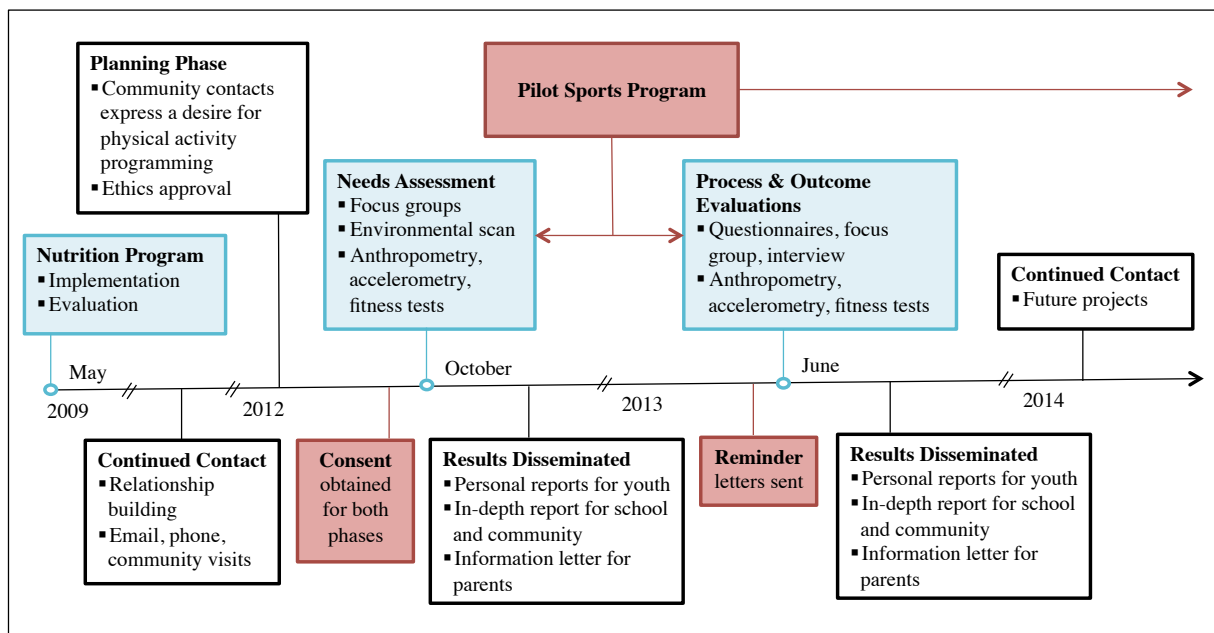 Planning Phase
▪ Community contacts
express a desire for
physical activity
programming
▪ Ethics approval
Pilot Sports Program
Nutrition Program
▪ Implementation
▪ Evaluation
Needs Assessment
▪ Focus groups
▪ Environmental scan
▪ Anthropometry,
accelerometry,
fitness tests
Process & Outcome
Evaluations
▪ Questionnaires, focus
group, interview
▪ Anthropometry,
accelerometry, fitness tests
Continued Contact
▪ Future projects
May
October
June
2009
2012
2013
2014
Continued Contact
▪ Relationship
building
▪ Email, phone,
community visits
Consent
obtained
for both
phases
Results Disseminated
▪ Personal reports for youth
▪ In-depth report for school
and community
▪ Information letter for
parents
Reminder
letters sent
Results Disseminated
▪ Personal reports for youth
▪ In-depth report for school
and community
▪ Information letter for
parents